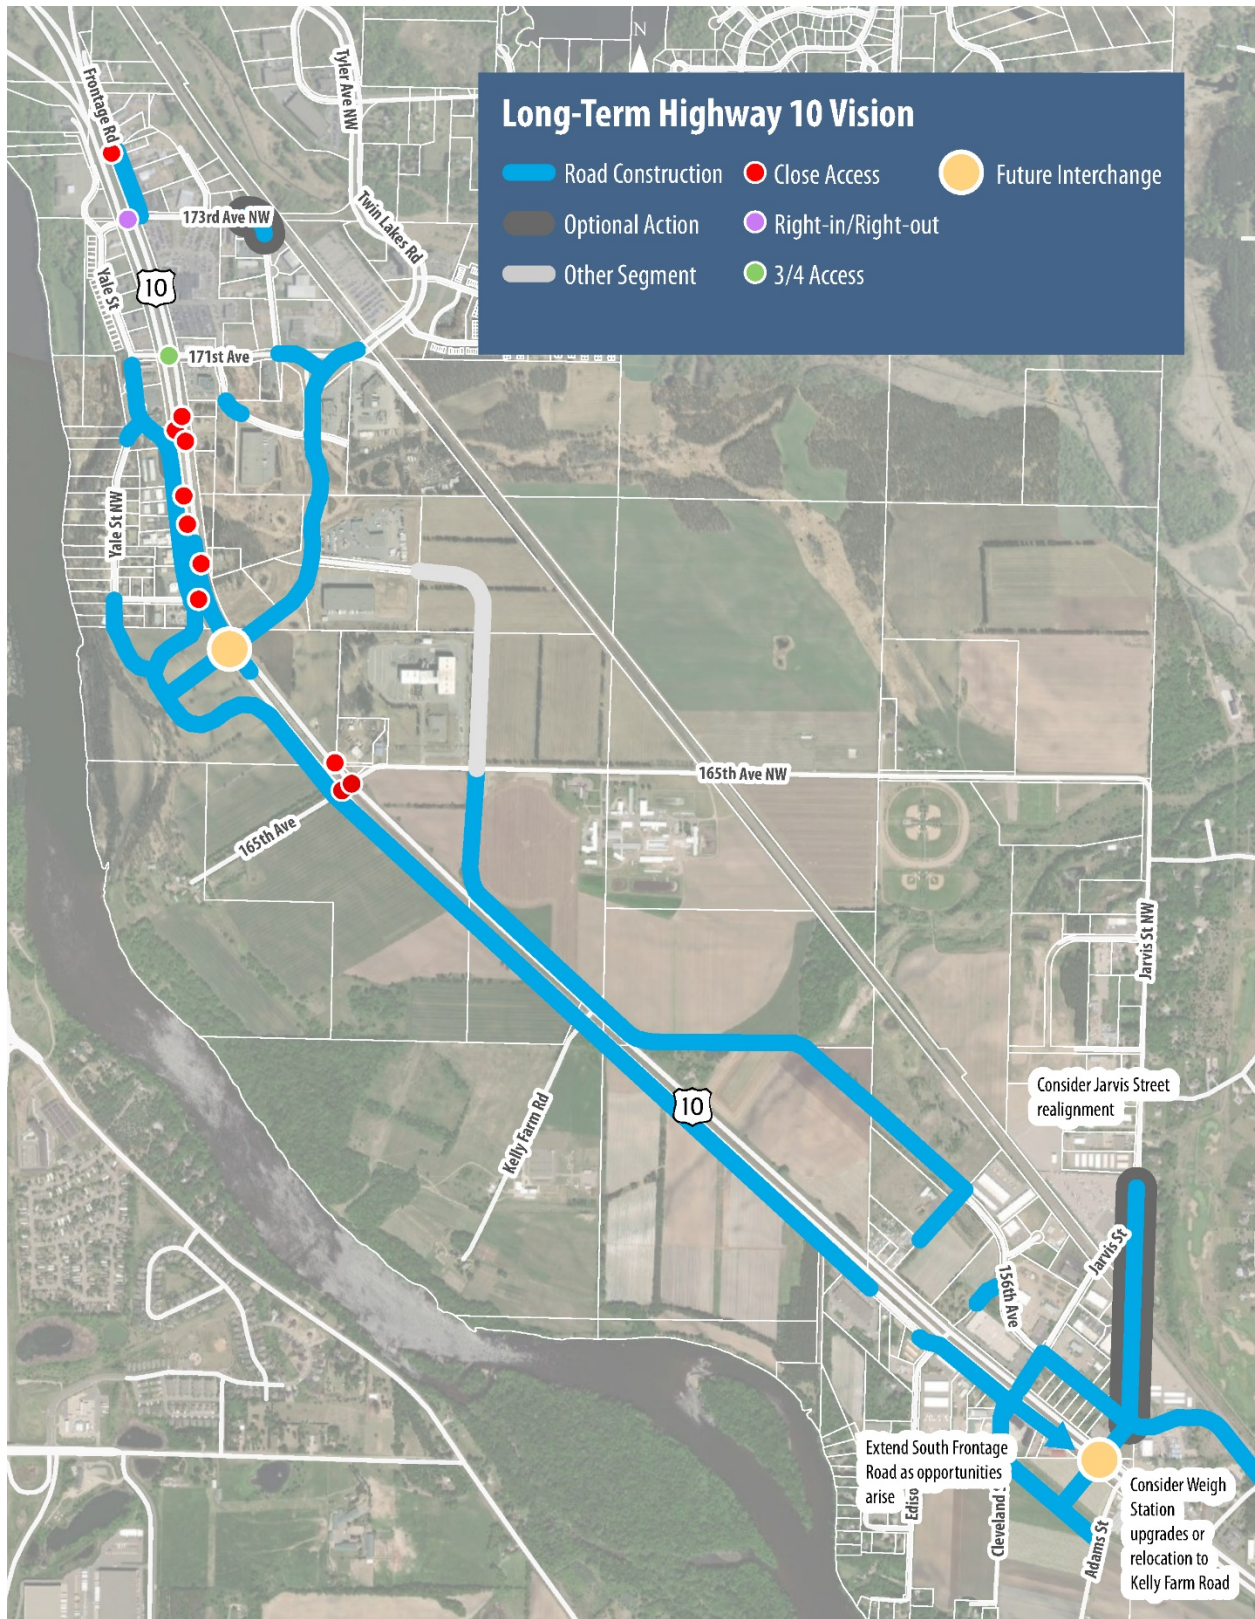 N
Long-Term Highway 10 Vision
Road Construction
Close Access
Future Interchange
Optional Action
Right-in/Right-out
Other Segment
3/4 Access
Frontage Rd
Tyler Ave NW
173rd Ave NW
Twin Lakes Rd
Yale St
10
171st Ave
Yale St NW
165th Ave NW
165th Ave
Jarvis St NW
Consider Jarvis Street
realignment
10
Kelly Farm Rd
Jarvis St
156th Ave
Extend South Frontage
Road as opportunities
arise
Consider Weigh
Station
upgrades or
relocation to
Kelly Farm Road
Cleveland
Adams St